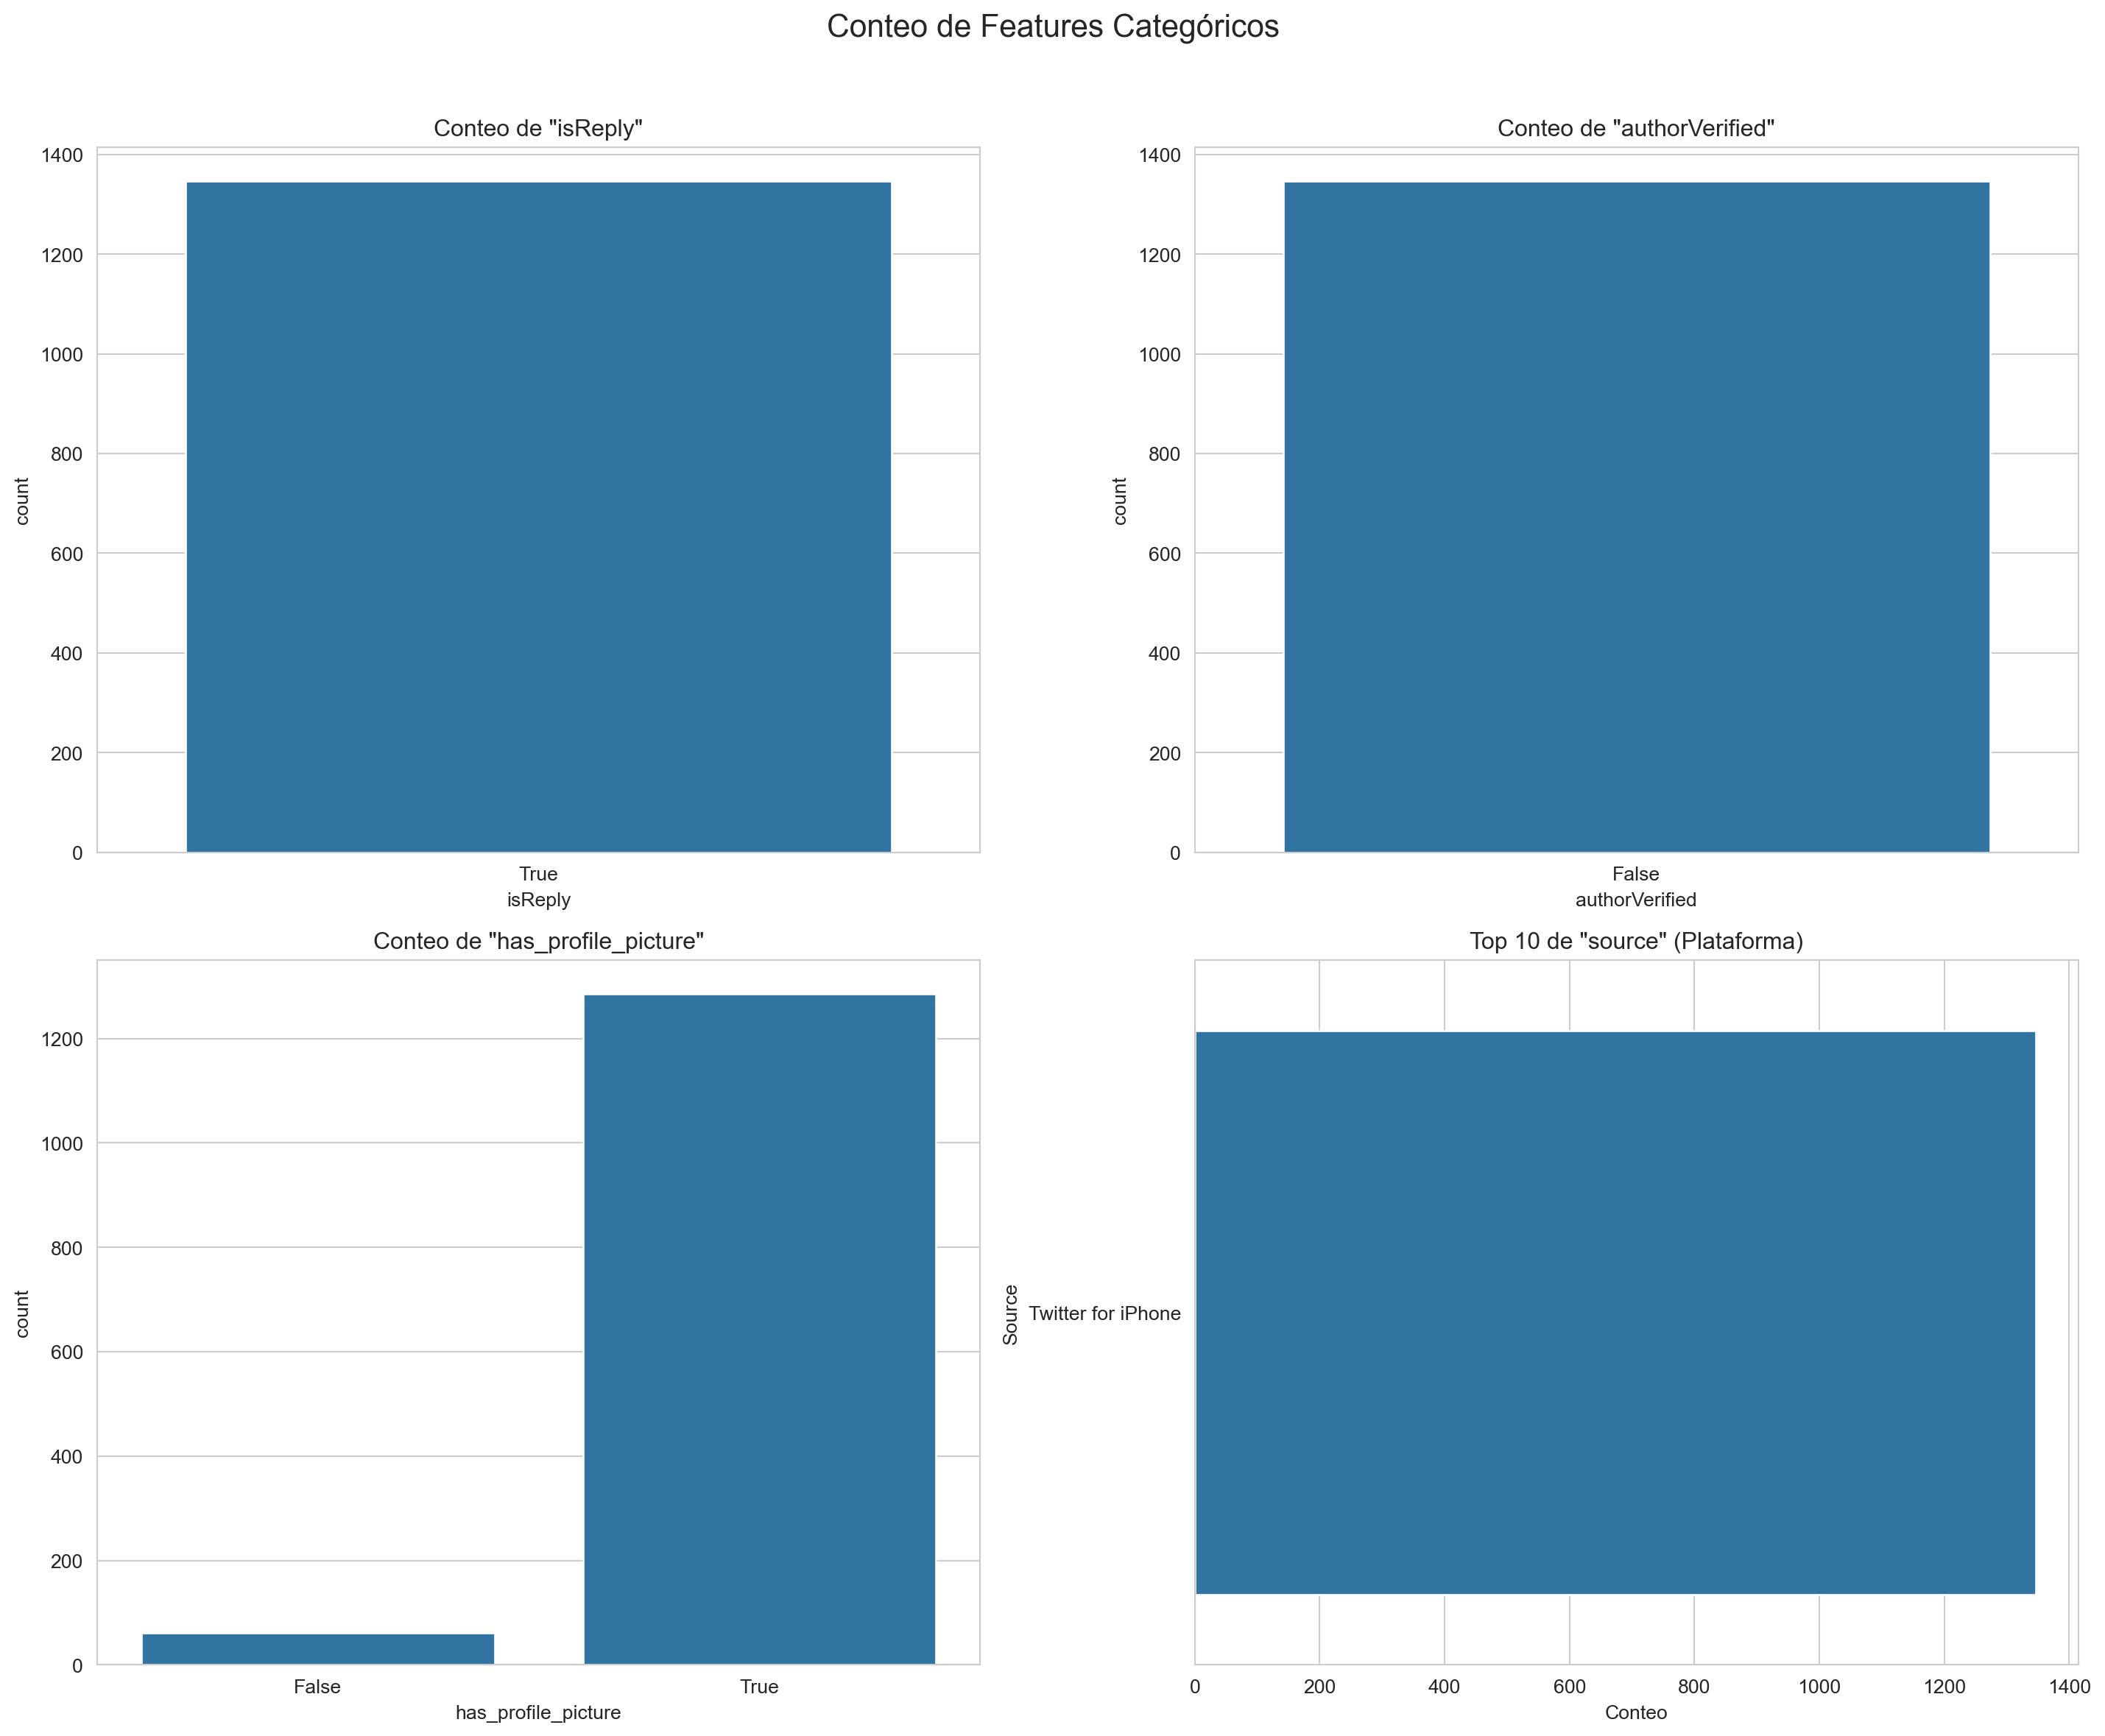 Conteo de Features Categóricos
Conteo de "isReply"
1400
1200
1000
800
600
400
200
0
count
True
isReply
Conteo de "authorVerified"
1400
1200
1000
800
600
400
200
0
count
False
authorVerified
Conteo de "has_profile_picture"
1200
1000
800
600
400
200
0
count
False True
has_profile_picture
Top 10 de "source" (Plataforma)
Source
Twitter for iPhone
0 200 400 600 800 1000 1200 1400
Conteo